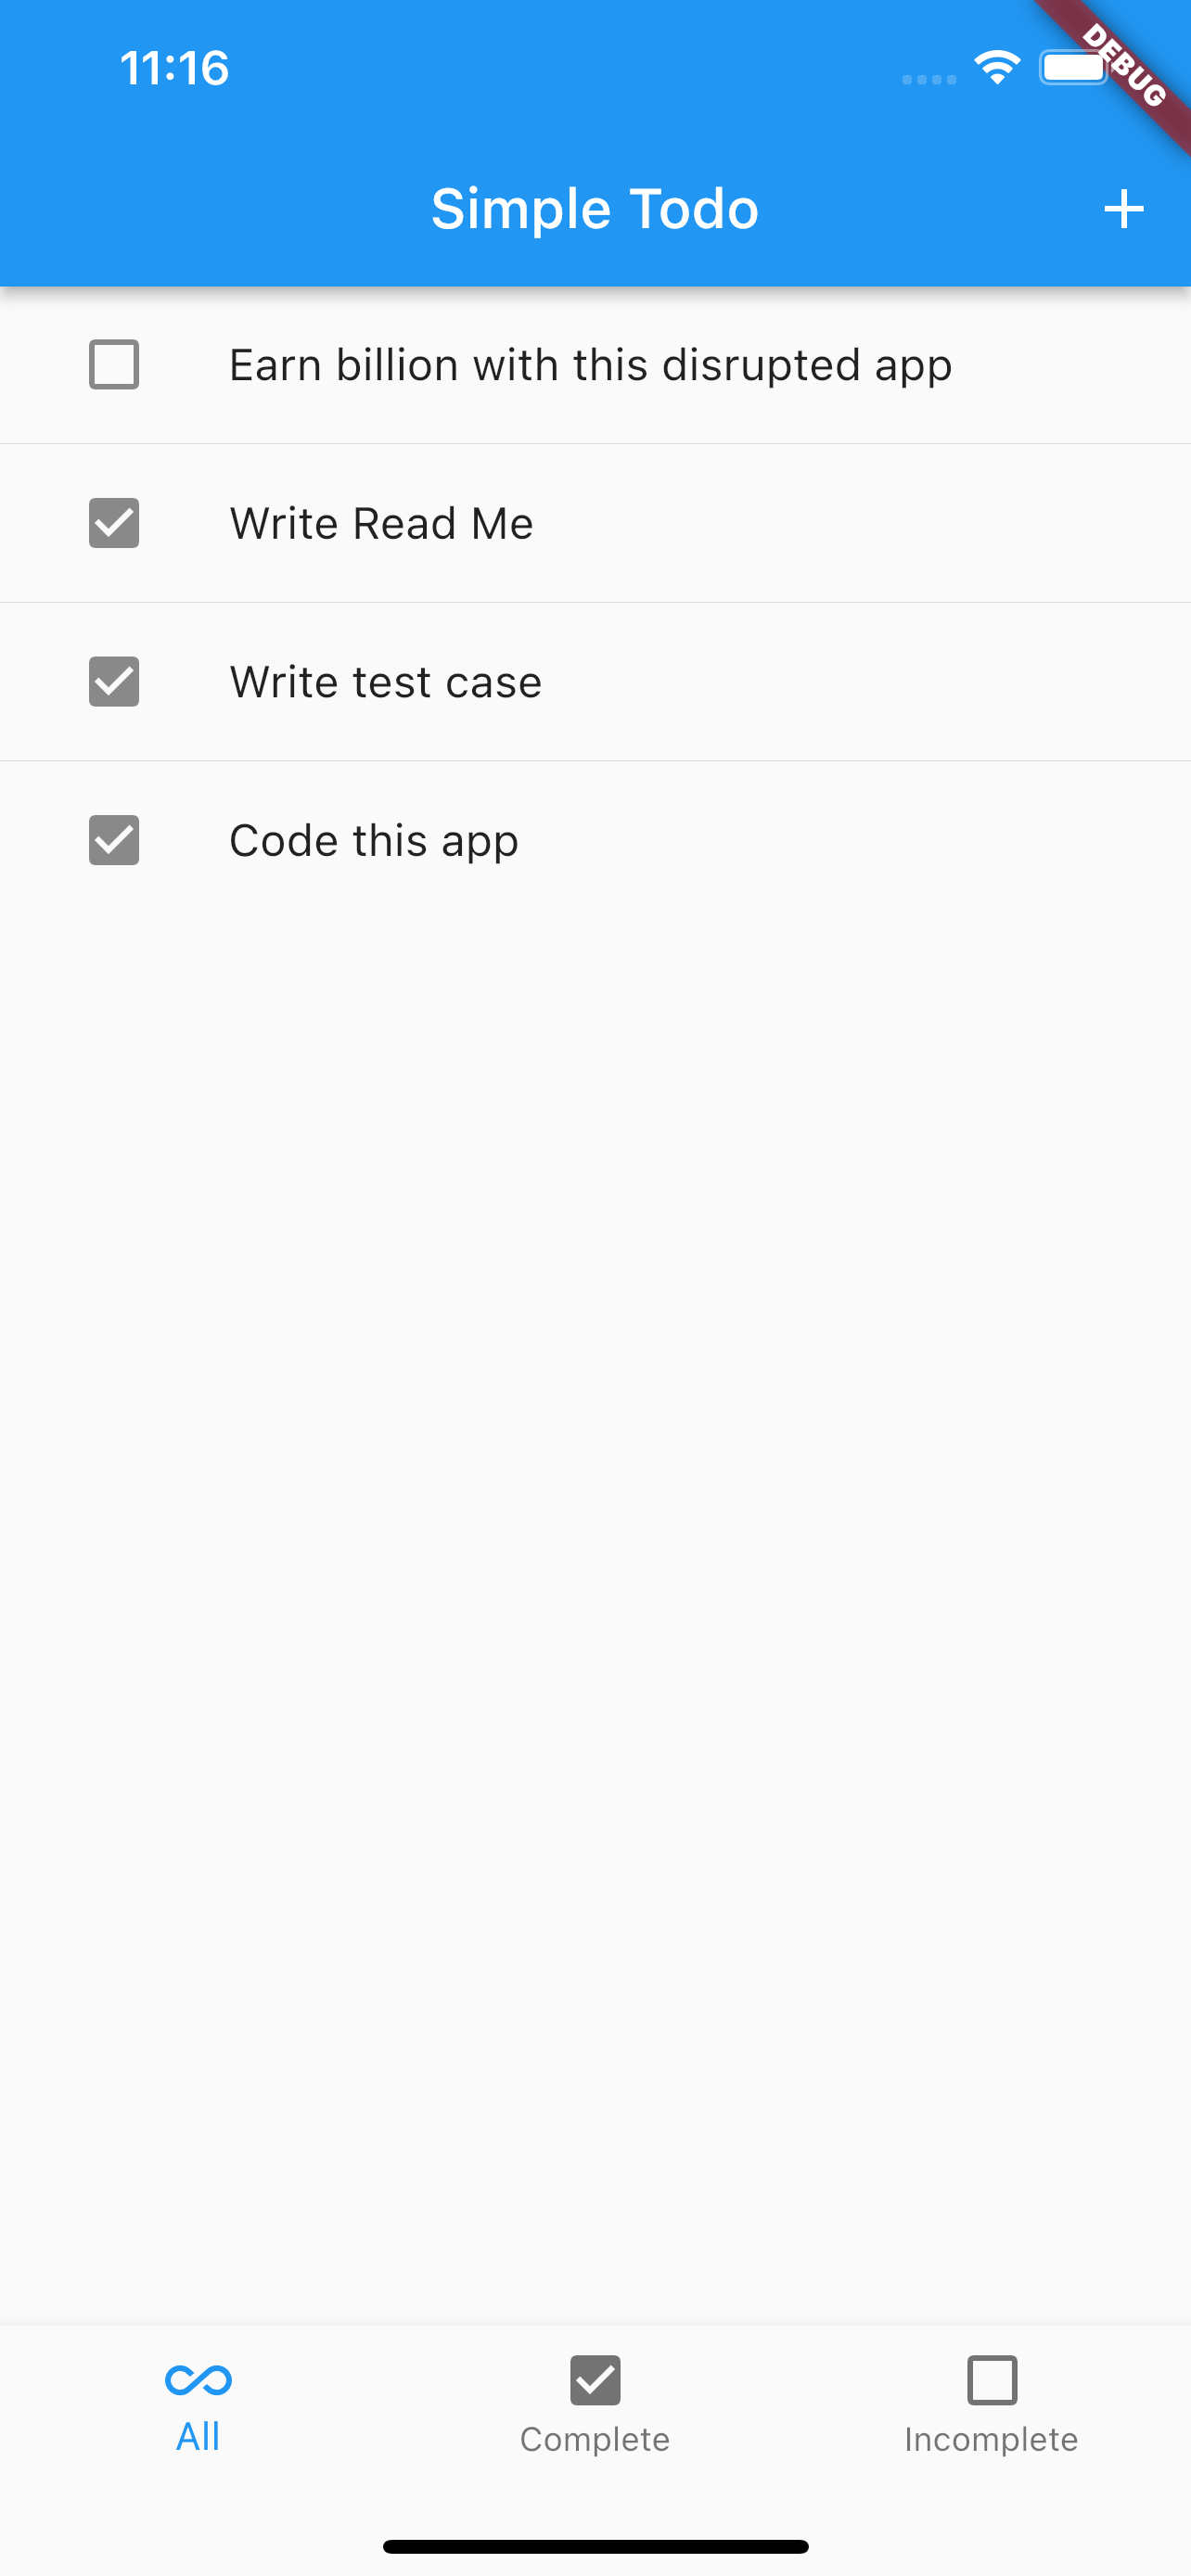 11:16
DEBUG
Simple Todo
Earn billion with this disrupted app
Write Read Me
Write test case
Code this app
All
Complete
Incomplete